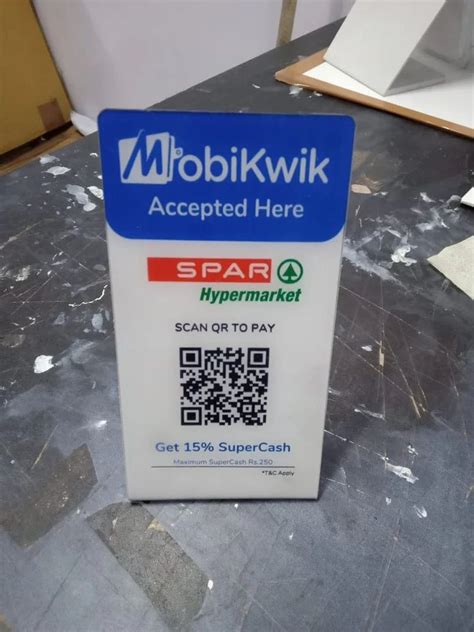 MobiKwik
Accepted Here
SPAR
Hypermarket
SCAN QR TO PAY
Get 15% SuperCash
Maximum SuperCash Rs.250
*T&C Apply